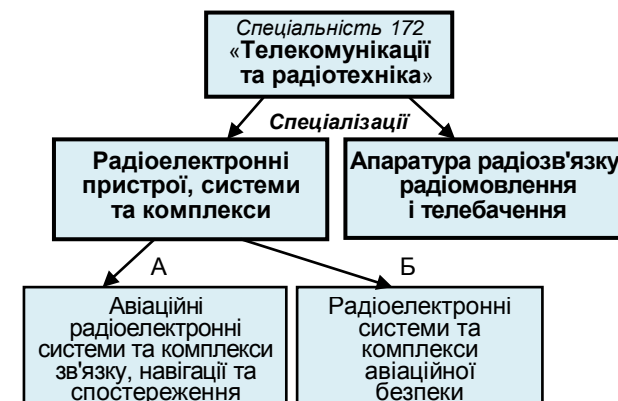 Спеціальність 172
«Телекомунікації
та радіотехніка»
Спеціалізації
Радіоелектронні
пристрої, системи
та комплекси
Апаратура радіозв'язку
радіомовлення
і телебачення
А
Б
Авіаційні
радіоелектронні
системи та комплекси
зв'язку, навігації та
спостереження
Радіоелектронні
системи та
комплекси
авіаційної
безпеки